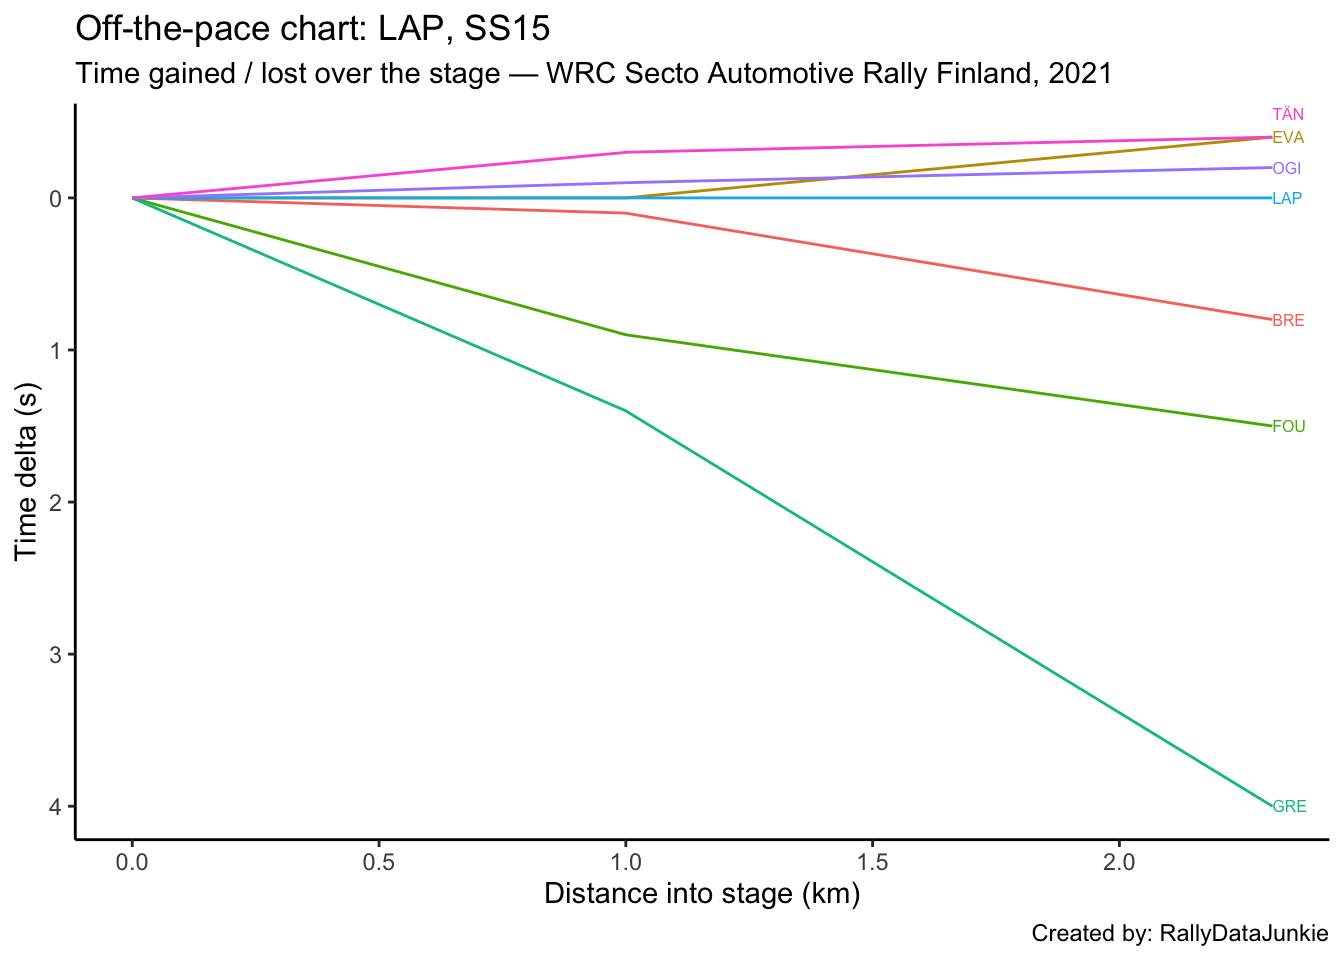 Off-the-pace chart: LAP, SS15
Time gained / lost over the stage — WRC Secto Automotive Rally Finland, 2021
TÄN
EVA
OGI
LAP
BRE
FOU
GRE
0
1
2
3
4
Time delta (s)
0.0 0.5 1.0 1.5 2.0
Distance into stage (km)
Created by: RallyDataJunkie